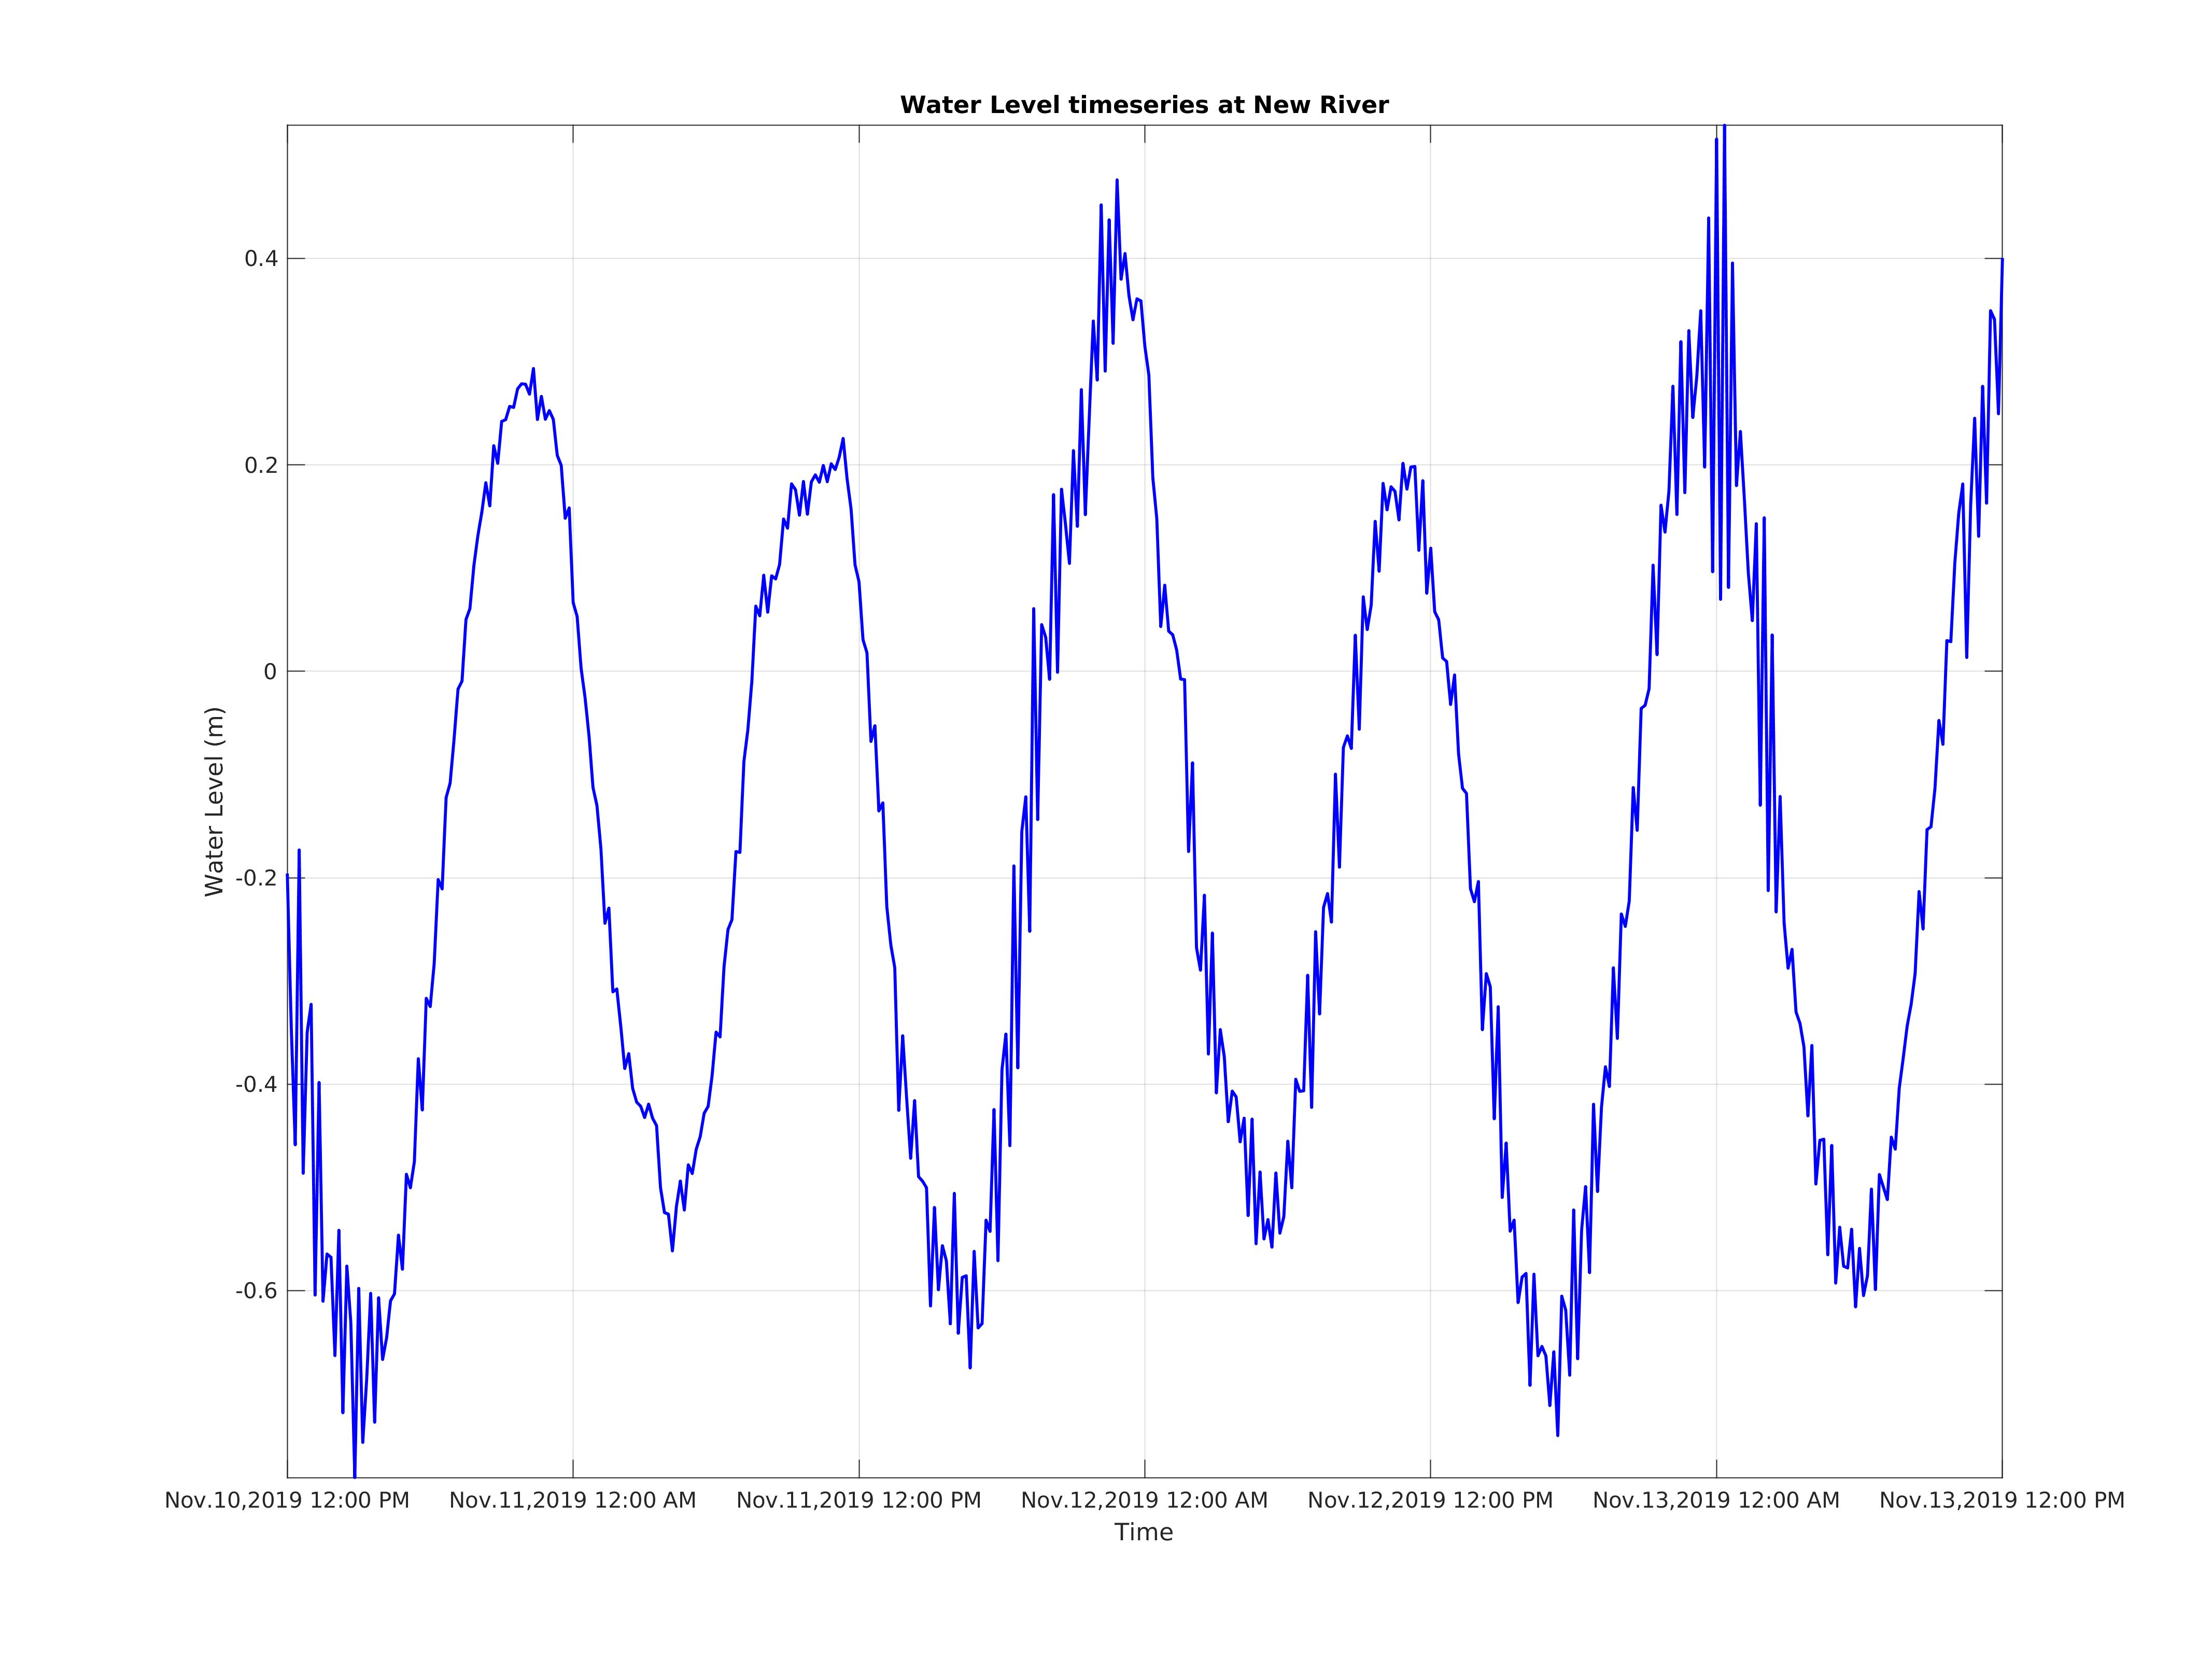 Water Level timeseries at New River
Water Level (m)
0.4
0.2
0
-0.2
-0.4
-0.6
Nov.10,2019 12:00 PM
Nov.11,2019 12:00 AM
Nov.11,2019 12:00 PM
Nov.12,2019 12:00 AM
Nov.12,2019 12:00 PM
Nov.13,2019 12:00 AM
Nov.13,2019 12:00 PM
Time